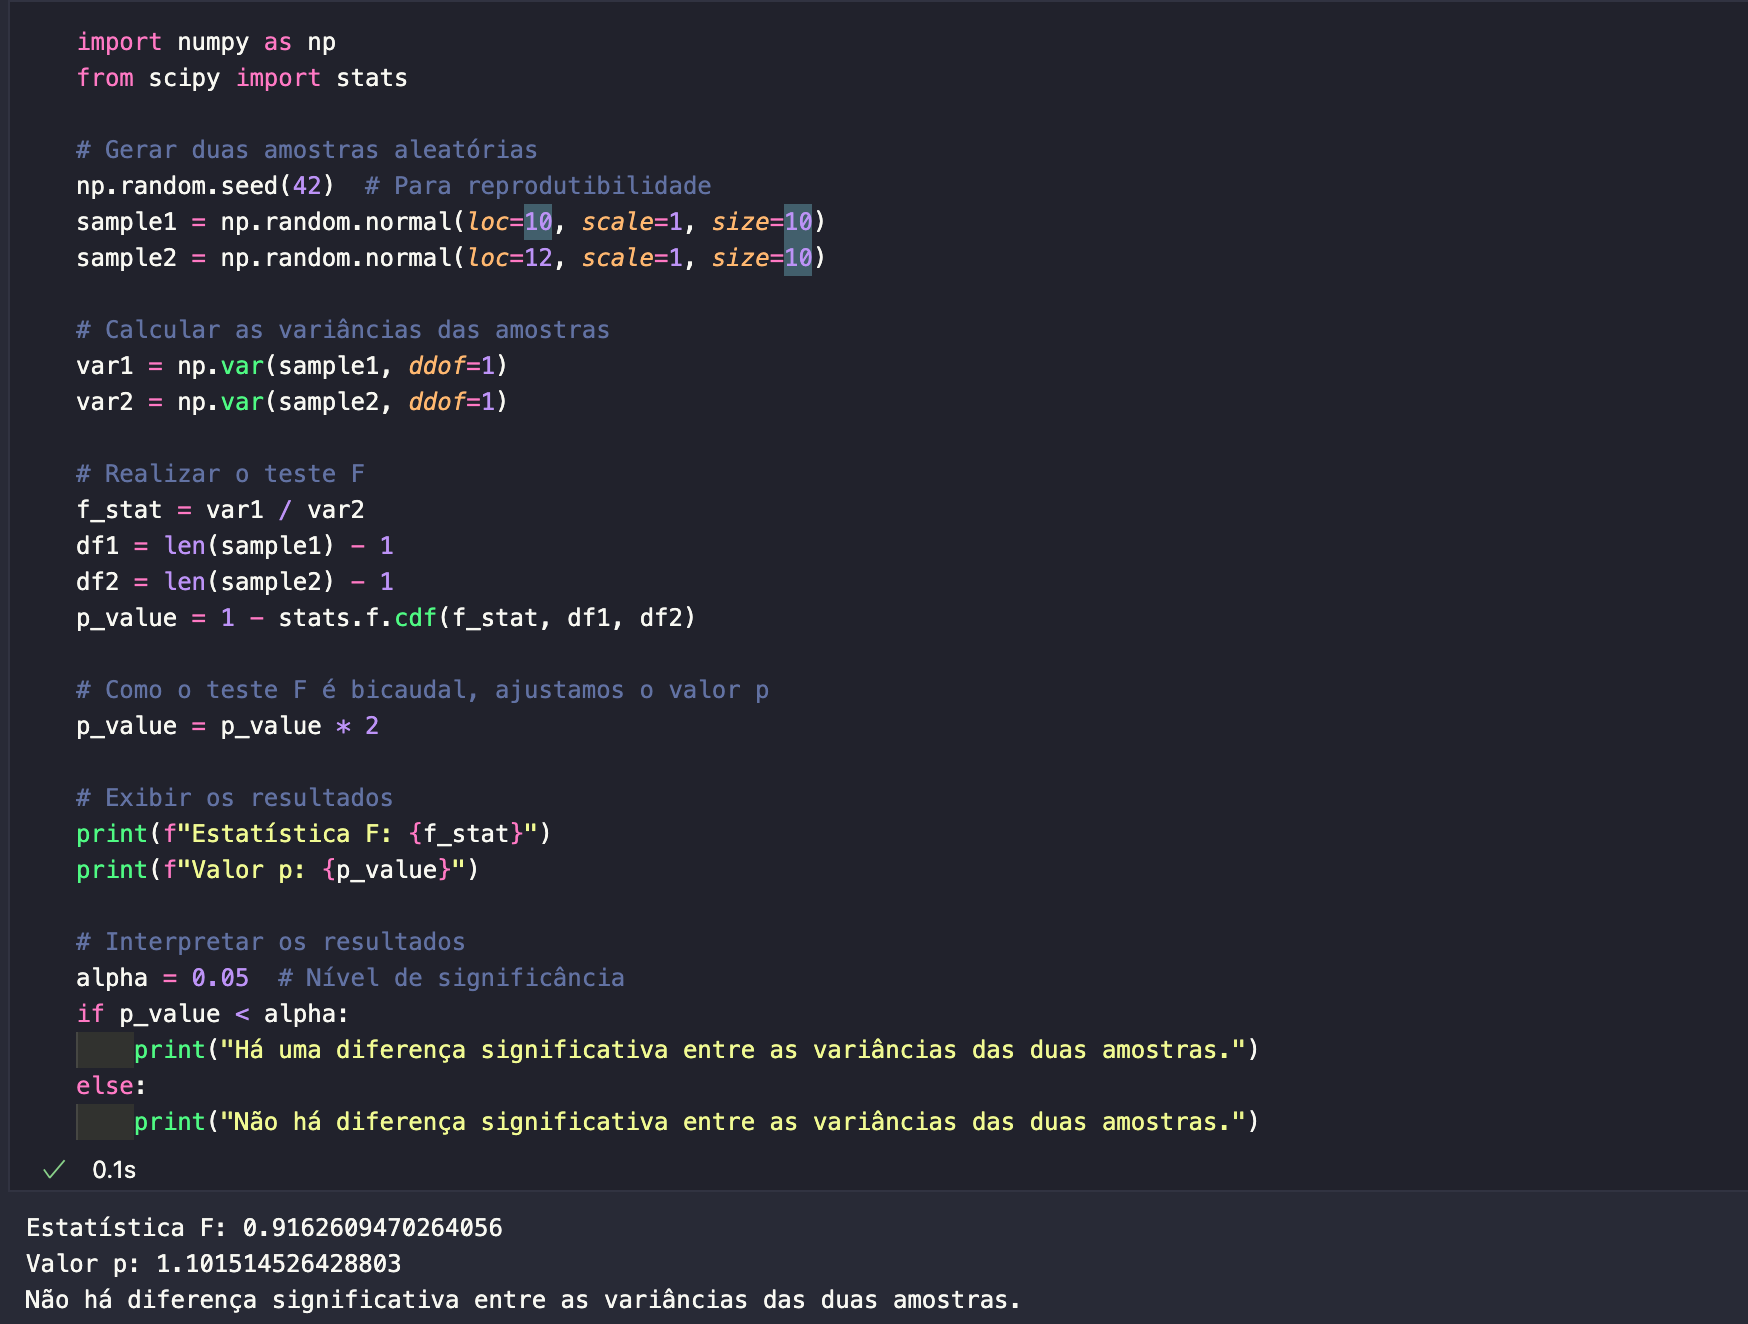 import numpy as np
from scipy import stats
# Gerar duas amostras aleatórias
np.random.seed(42)  # Para reprodutibilidade
sample1 = np.random.normal(loc=10, scale=1, size=10)
sample2 = np.random.normal(loc=12, scale=1, size=10)
# Calcular as variâncias das amostras
var1 = np.var(sample1, ddof=1)
var2 = np.var(sample2, ddof=1)
# Realizar o teste F
f_stat = var1 / var2
df1 = len(sample1) - 1
df2 = len(sample2) - 1
p_value = 1 - stats.f.cdf(f_stat, df1, df2)
# Como o teste F é bicaudal, ajustamos o valor p
p_value = p_value * 2
# Exibir os resultados
print(f"Estatística F: {f_stat}")
print(f"Valor p: {p_value}")
# Interpretar os resultados
alpha = 0.05  # Nível de significância
if p_value < alpha:
    print("Há uma diferença significativa entre as variâncias das duas amostras.")
else:
    print("Não há diferença significativa entre as variâncias das duas amostras.")
✓ 0.1s
Estatística F: 0.9162609470264056
Valor p: 1.101514526428803
Não há diferença significativa entre as variâncias das duas amostras.